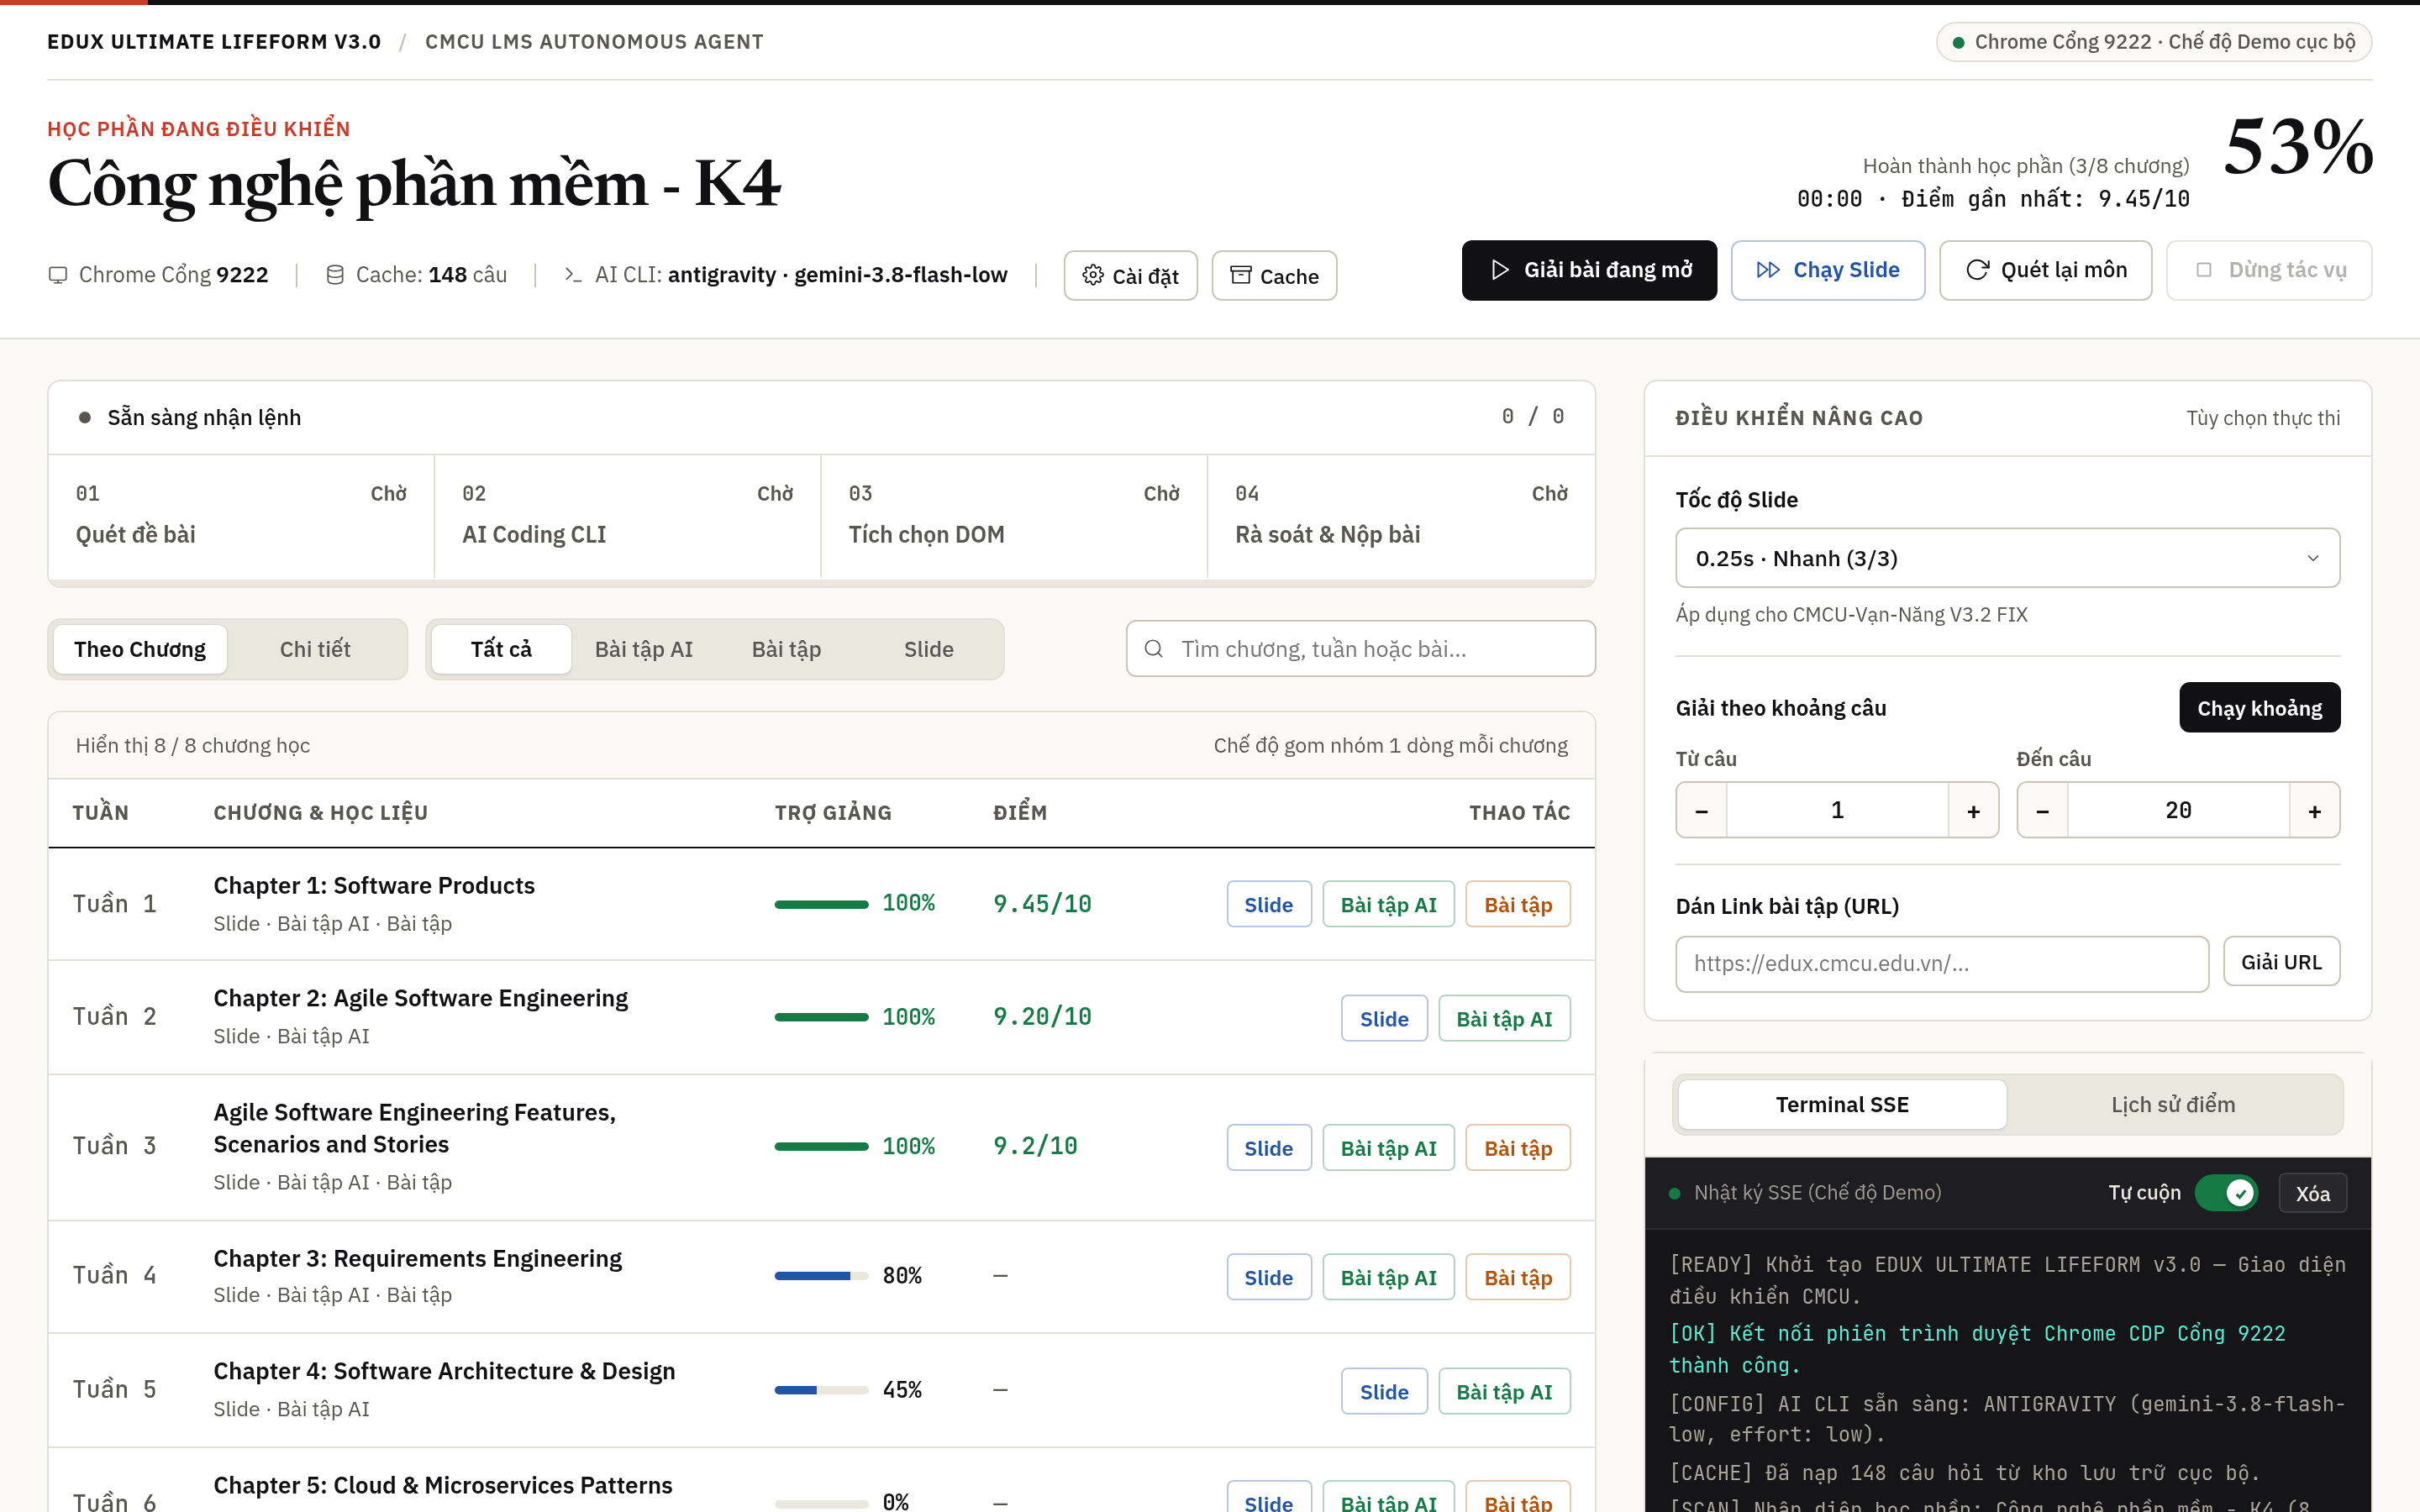 EDUX ULTIMATE LIFEFORM V3.0 / CMCU LMS AUTONOMOUS AGENT
Chrome Cổng 9222 · Chế độ Demo cục bộ
HỌC PHẦN ĐANG ĐIỀU KHIỂN
Công nghệ phần mềm - K4
Hoàn thành học phần (3/8 chương)
00:00 · Điểm gần nhất: 9.45/10
53%
Chrome Cổng 9222
Cache: 148 câu
AI CLI: antigravity · gemini-3.8-flash-low
Cài đặt
Cache
Giải bài đang mở
Chạy Slide
Quét lại môn
Dừng tác vụ
Sẵn sàng nhận lệnh
0 / 0
01 Chờ
Quét đề bài
02 Chờ
AI Coding CLI
03 Chờ
Tích chọn DOM
04 Chờ
Rà soát & Nộp bài
Theo Chương
Chi tiết
Tất cả
Bài tập AI
Bài tập
Slide
Tìm chương, tuần hoặc bài...
Hiển thị 8 / 8 chương học
Chế độ gom nhóm 1 dòng mỗi chương
TUẦN CHƯƠNG & HỌC LIỆU TRỢ GIẢNG ĐIỂM THAO TÁC
Tuần 1
Chapter 1: Software Products
Slide · Bài tập AI · Bài tập
100%
9.45/10
Slide
Bài tập AI
Bài tập
Tuần 2
Chapter 2: Agile Software Engineering
Slide · Bài tập AI
100%
9.20/10
Slide
Bài tập AI
Tuần 3
Agile Software Engineering Features,
Scenarios and Stories
Slide · Bài tập AI · Bài tập
100%
9.2/10
Slide
Bài tập AI
Bài tập
Tuần 4
Chapter 3: Requirements Engineering
Slide · Bài tập AI · Bài tập
80%
—
Slide
Bài tập AI
Bài tập
Tuần 5
Chapter 4: Software Architecture & Design
Slide · Bài tập AI
45%
—
Slide
Bài tập AI
Tuần 6
Chapter 5: Cloud & Microservices Patterns
0%
—
Slide
Bài tập AI
Bài tập
ĐIỀU KHIỂN NÂNG CAO
Tùy chọn thực thi
Tốc độ Slide
0.25s · Nhanh (3/3)
Áp dụng cho CMCU-Vạn-Năng V3.2 FIX
Giải theo khoảng câu
Chạy khoảng
Từ câu
Đến câu
− 1 +
− 20 +
Dán Link bài tập (URL)
https://edux.cmcu.edu.vn/...
Giải URL
Terminal SSE
Lịch sử điểm
Nhật ký SSE (Chế độ Demo)
Tự cuộn
Xóa
[READY] Khởi tạo EDUX ULTIMATE LIFEFORM v3.0 — Giao diện
điều khiển CMCU.
[OK] Kết nối phiên trình duyệt Chrome CDP Cổng 9222
thành công.
[CONFIG] AI CLI sẵn sàng: ANTIGRAVITY (gemini-3.8-flash-
low, effort: low).
[CACHE] Đã nạp 148 câu hỏi từ kho lưu trữ cục bộ.
[SCAN] Nhận diện học phần: Công nghệ phần mềm - K4 (8